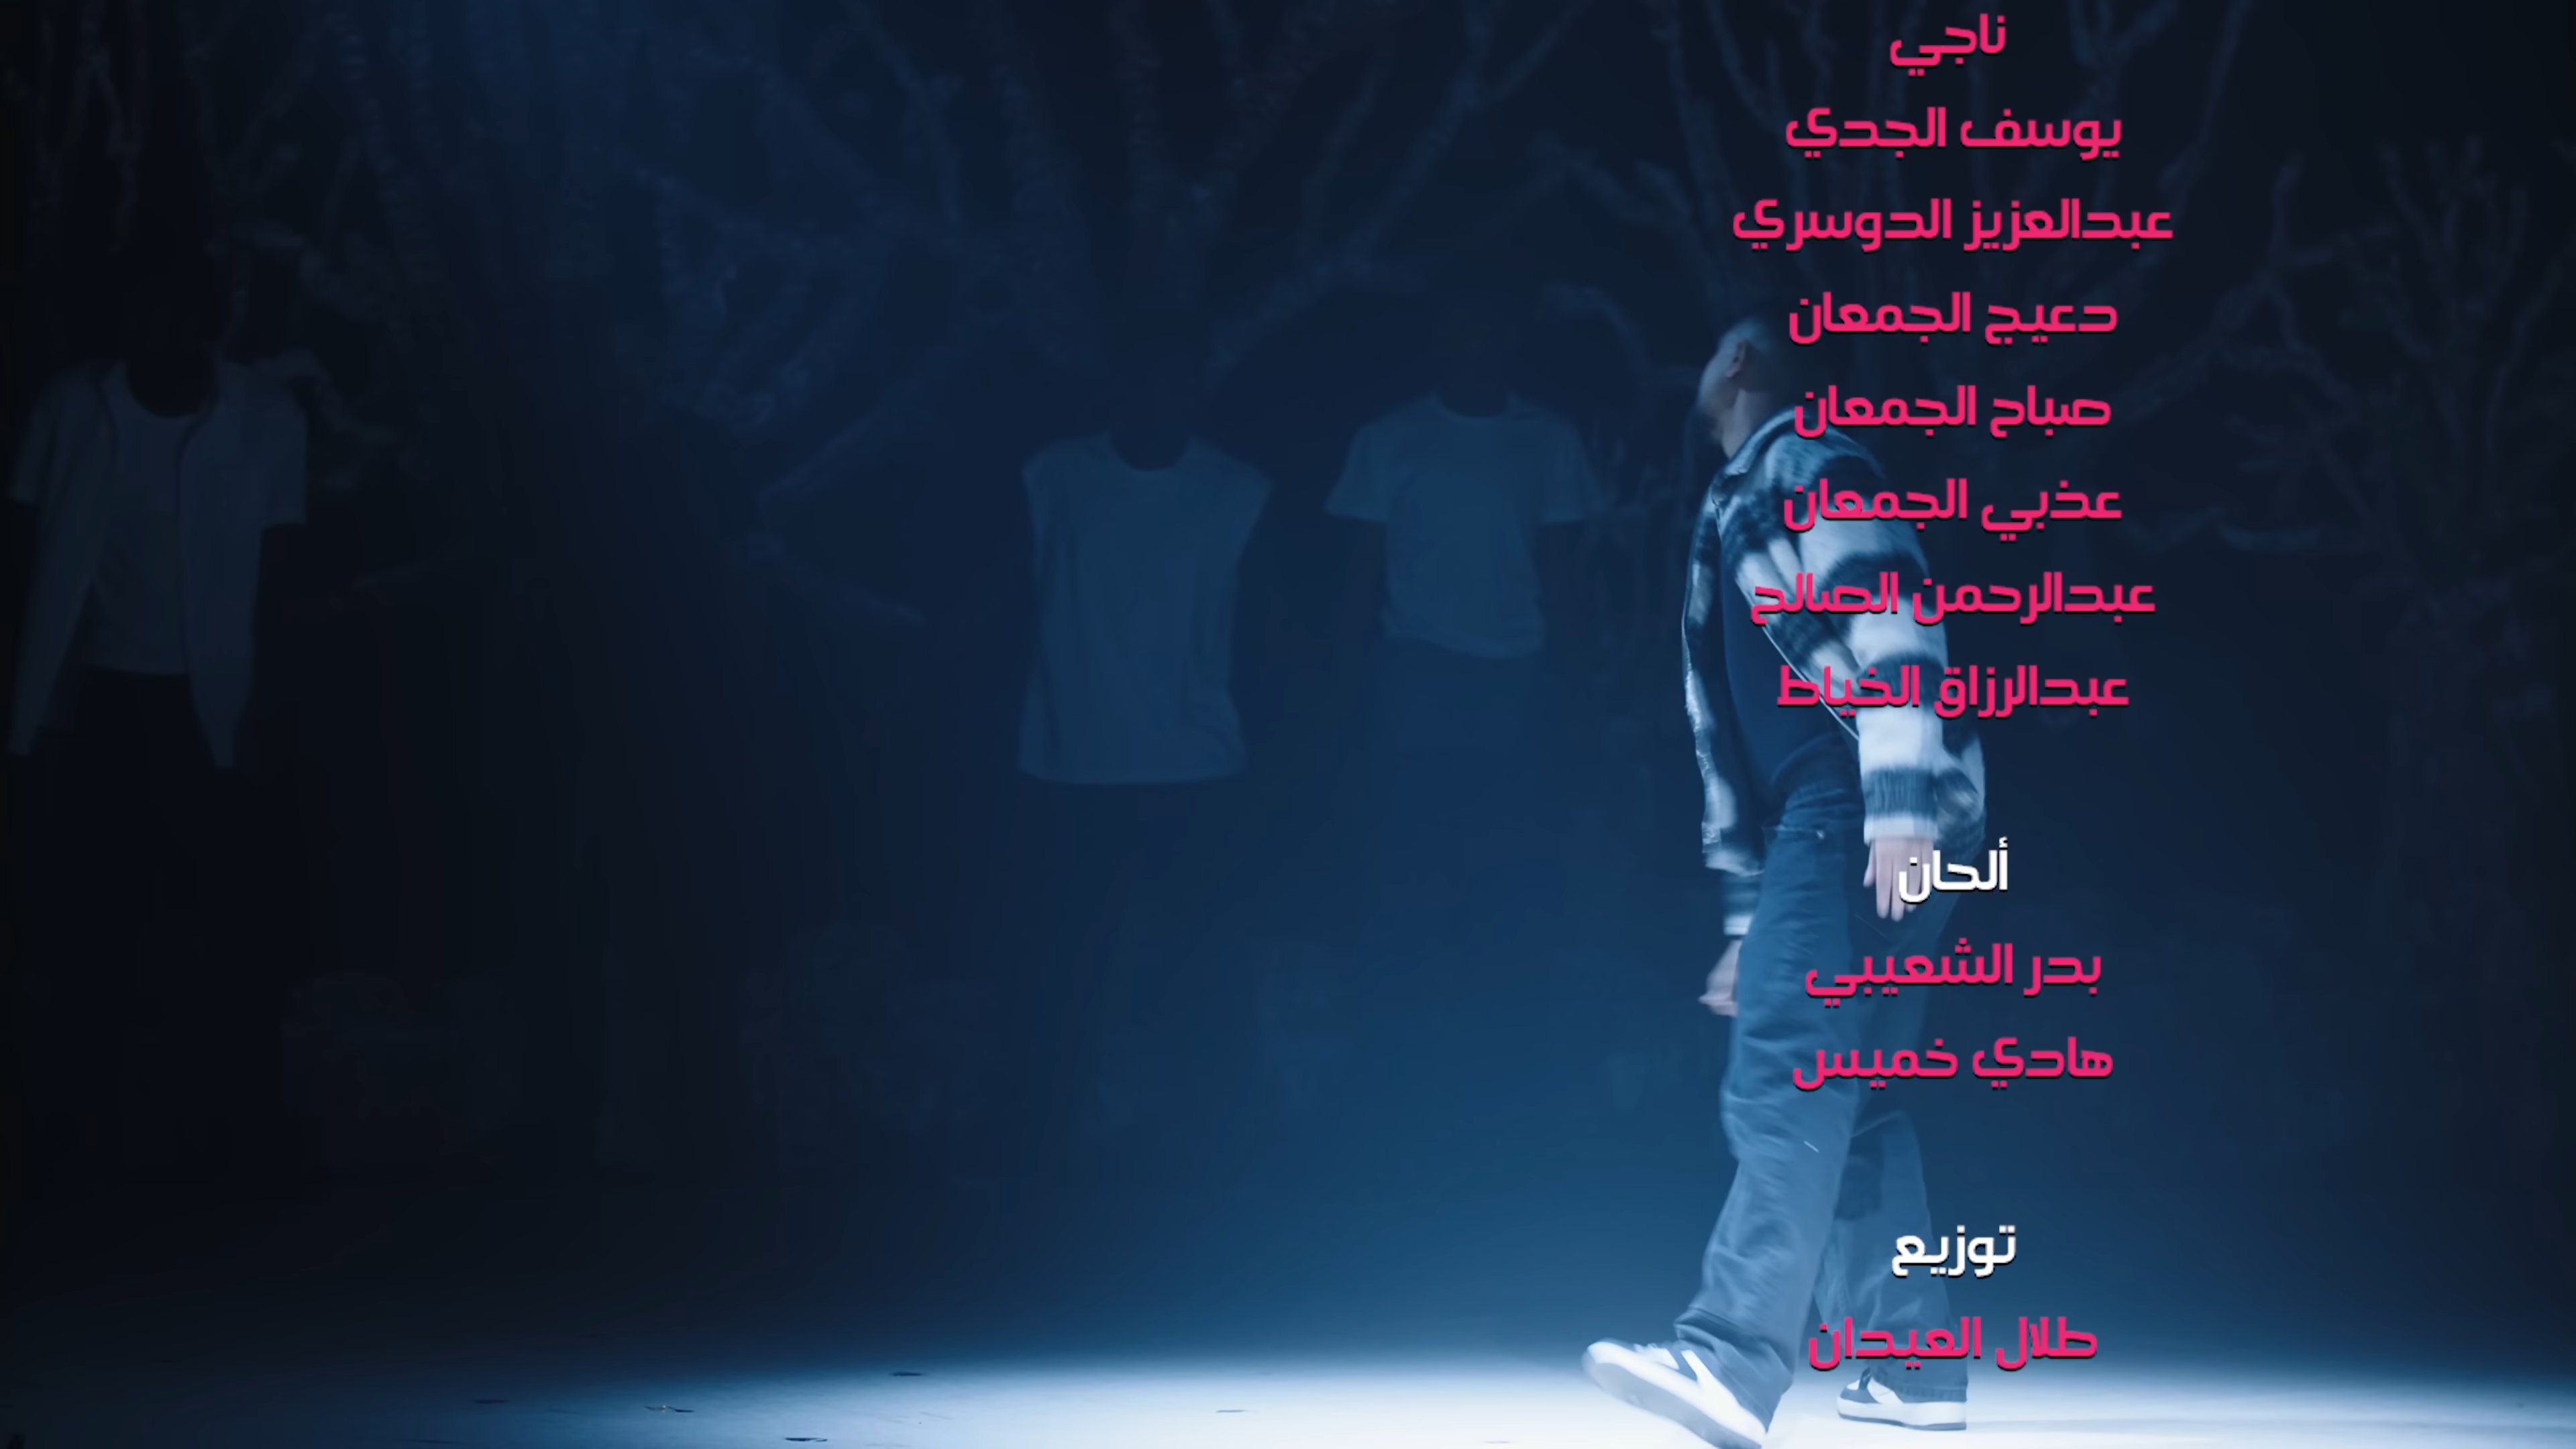 ناجي
يوسف الجدي
عبدالعزيز الدوسري
دعيج الجمعان
صباح الجمعان
عذبي الجمعان
عبدالرحمن الصالح
عبدالرزاق الخياط
ألحان
بدر الشعيبي
هادي خميس
توزيع
طلال العيدان